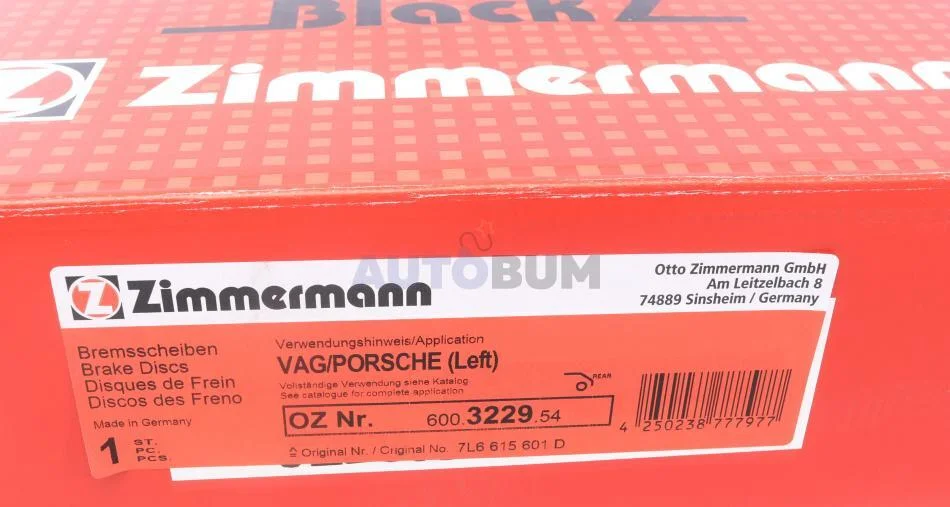 Black Z
Zimmermann
AUTOBUM
Z Zimmermann
Otto Zimmermann GmbH
Am Leitzelbach 8
74889 Sinsheim / Germany
Bremsscheiben
Brake Discs
Disques de Frein
Discos des Freno
Made in Germany
1 ST.
PC.
PCS.
Verwendungshinweis/Application
VAG/PORSCHE (Left)
Vollständige Verwendung siehe Katalog
See catalogue for complete application
REAR
OZ Nr. 600.3229.54
≙ Original Nr. / Original No. 7L6 615 601 D
4 250238 777977